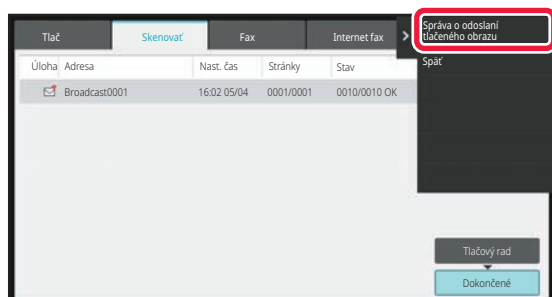 Tlač Skenovať Fax Internet fax
Správa o odoslaní
tlačeného obrazu
Späť
Úloha Adresa Nast. čas Stránky Stav
Broadcast0001 16:02 05/04 0001/0001 0010/0010 OK
Tlačový rad
Dokončené